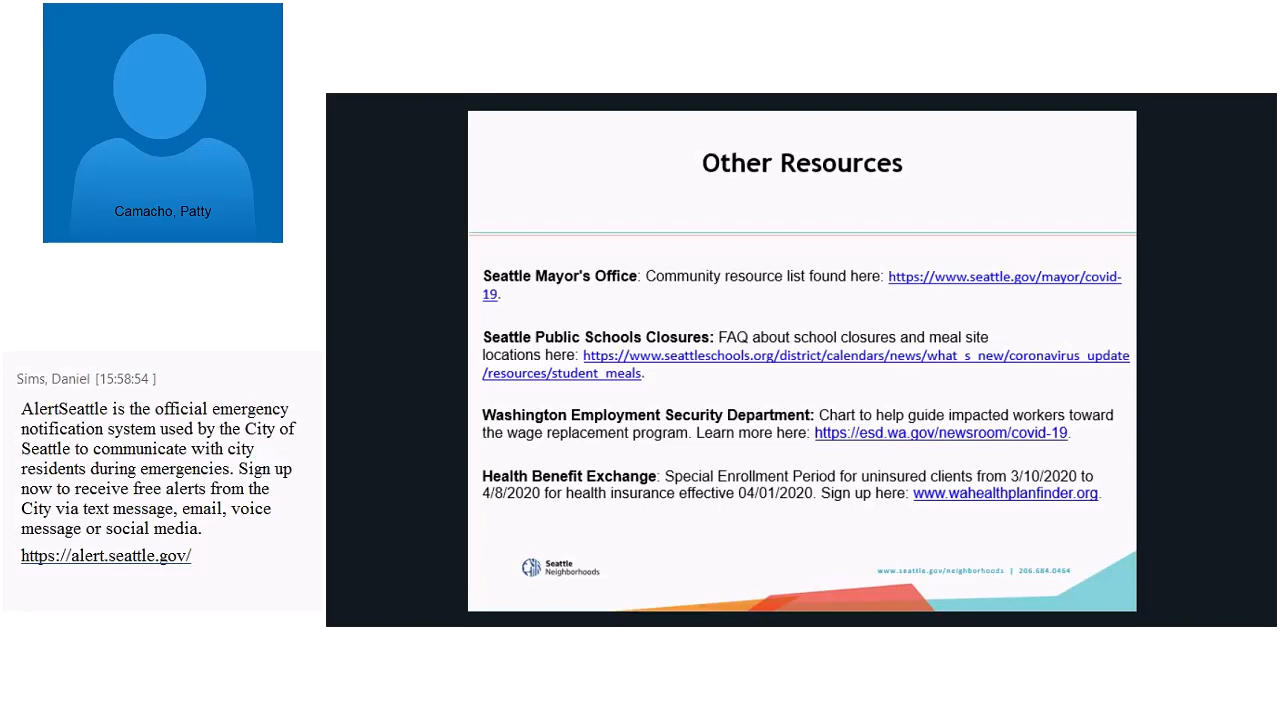 Camacho, Patty
Sims, Daniel [15:58:54 ]
AlertSeattle is the official emergency
notification system used by the City of
Seattle to communicate with city
residents during emergencies. Sign up
now to receive free alerts from the
City via text message, email, voice
message or social media.
https://alert.seattle.gov/
Other Resources
Seattle Mayor's Office: Community resource list found here: https://www.seattle.gov/mayor/covid-
19.
Seattle Public Schools Closures: FAQ about school closures and meal site
locations here: https://www.seattleschools.org/district/calendars/news/what_s_new/coronavirus_update
/resources/student_meals.
Washington Employment Security Department: Chart to help guide impacted workers toward
the wage replacement program. Learn more here: https://esd.wa.gov/newsroom/covid-19.
Health Benefit Exchange: Special Enrollment Period for uninsured clients from 3/10/2020 to
4/8/2020 for health insurance effective 04/01/2020. Sign up here: www.wahealthplanfinder.org.
Seattle
Neighborhoods
www.seattle.gov/neighborhoods | 206.684.0464